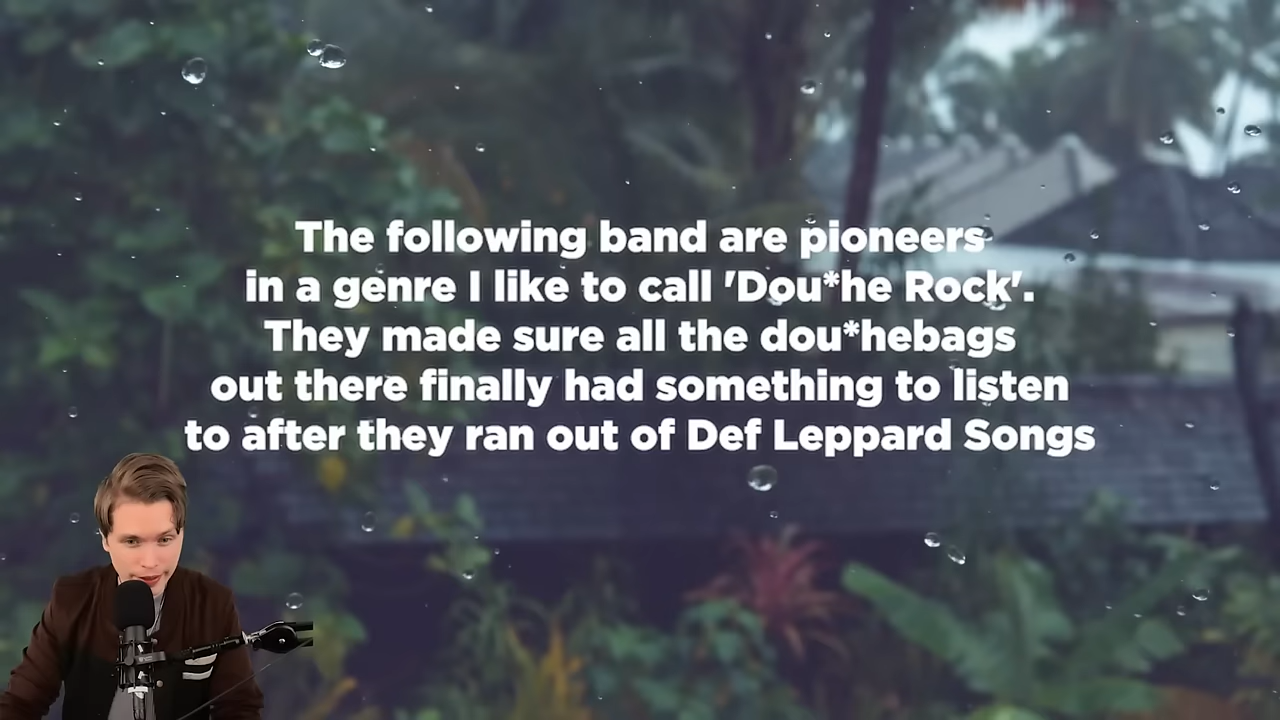 The following band are pioneers
in a genre I like to call 'Dou*he Rock'.
They made sure all the dou*hebags
out there finally had something to listen
to after they ran out of Def Leppard Songs